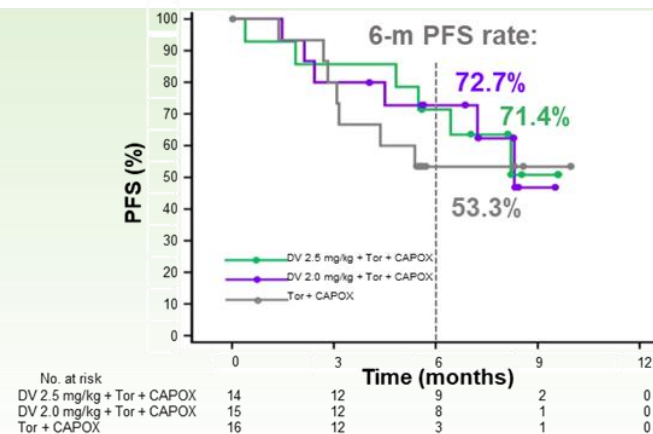 6-m PFS rate:
72.7%
71.4%
53.3%
PFS (%)
100
90
80
70
60
50
40
30
20
10
0
DV 2.5 mg/kg + Tor + CAPOX
DV 2.0 mg/kg + Tor + CAPOX
Tor + CAPOX
0 3 6 9 12
Time (months)
No. at risk
DV 2.5 mg/kg + Tor + CAPOX 14 12 9 2 0
DV 2.0 mg/kg + Tor + CAPOX 15 12 8 1 0
Tor + CAPOX 16 12 3 1 0